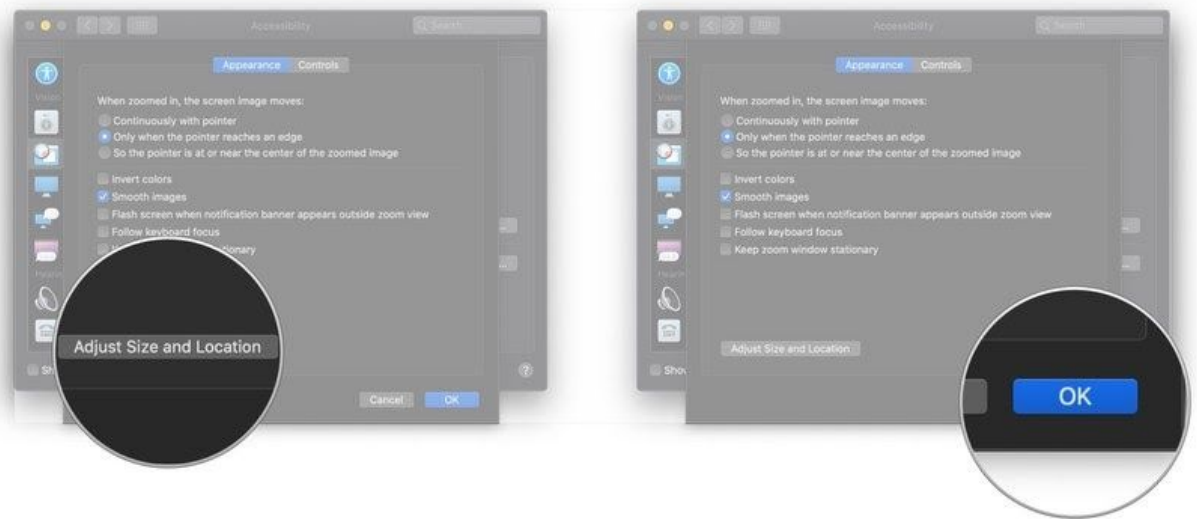 Accessibility
Search
Appearance Controls
Vision
When zoomed in, the screen image moves:
Continuously with pointer
Only when the pointer reaches an edge
So the pointer is at or near the center of the zoomed image
Invert colors
Smooth images
Flash screen when notification banner appears outside zoom view
Follow keyboard focus
Adjust Size and Location
?
Cancel OK
Accessibility
Search
Appearance Controls
Vision
When zoomed in, the screen image moves:
Continuously with pointer
Only when the pointer reaches an edge
So the pointer is at or near the center of the zoomed image
Invert colors
Smooth images
Flash screen when notification banner appears outside zoom view
Follow keyboard focus
Keep zoom window stationary
Adjust Size and Location
Show
OK